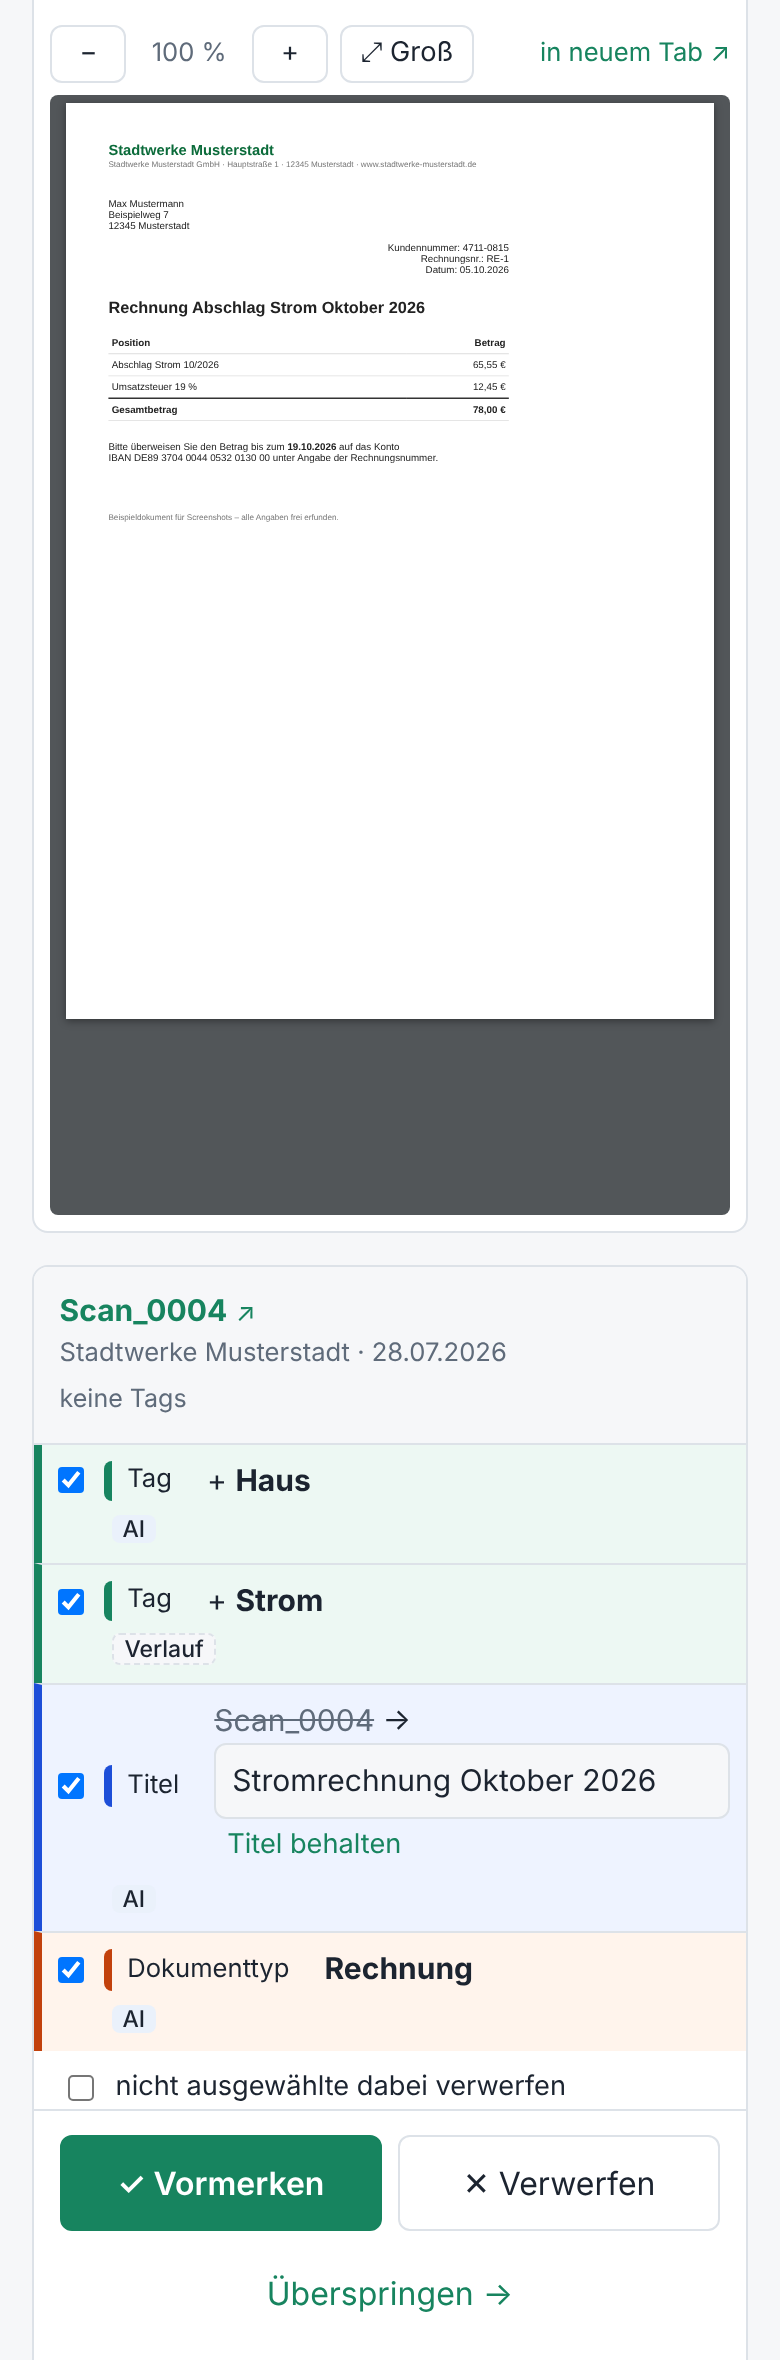 − 100 % + ⤢ Groß in neuem Tab ↗
Stadtwerke Musterstadt
Stadtwerke Musterstadt GmbH · Hauptstraße 1 · 12345 Musterstadt · www.stadtwerke-musterstadt.de
Max Mustermann
Beispielweg 7
12345 Musterstadt
Kundennummer: 4711-0815
Rechnungsnr.: RE-1
Datum: 05.10.2026
Rechnung Abschlag Strom Oktober 2026
Position Betrag
Abschlag Strom 10/2026 65,55 €
Umsatzsteuer 19 % 12,45 €
Gesamtbetrag 78,00 €
Bitte überweisen Sie den Betrag bis zum 19.10.2026 auf das Konto
IBAN DE89 3704 0044 0532 0130 00 unter Angabe der Rechnungsnummer.
Beispieldokument für Screenshots – alle Angaben frei erfunden.
Scan_0004 ↗
Stadtwerke Musterstadt · 28.07.2026
keine Tags
Tag + Haus
AI
Tag + Strom
Verlauf
Scan_0004 →
Titel Stromrechnung Oktober 2026
Titel behalten
AI
Dokumenttyp Rechnung
AI
nicht ausgewählte dabei verwerfen
✓ Vormerken ✕ Verwerfen
Überspringen →